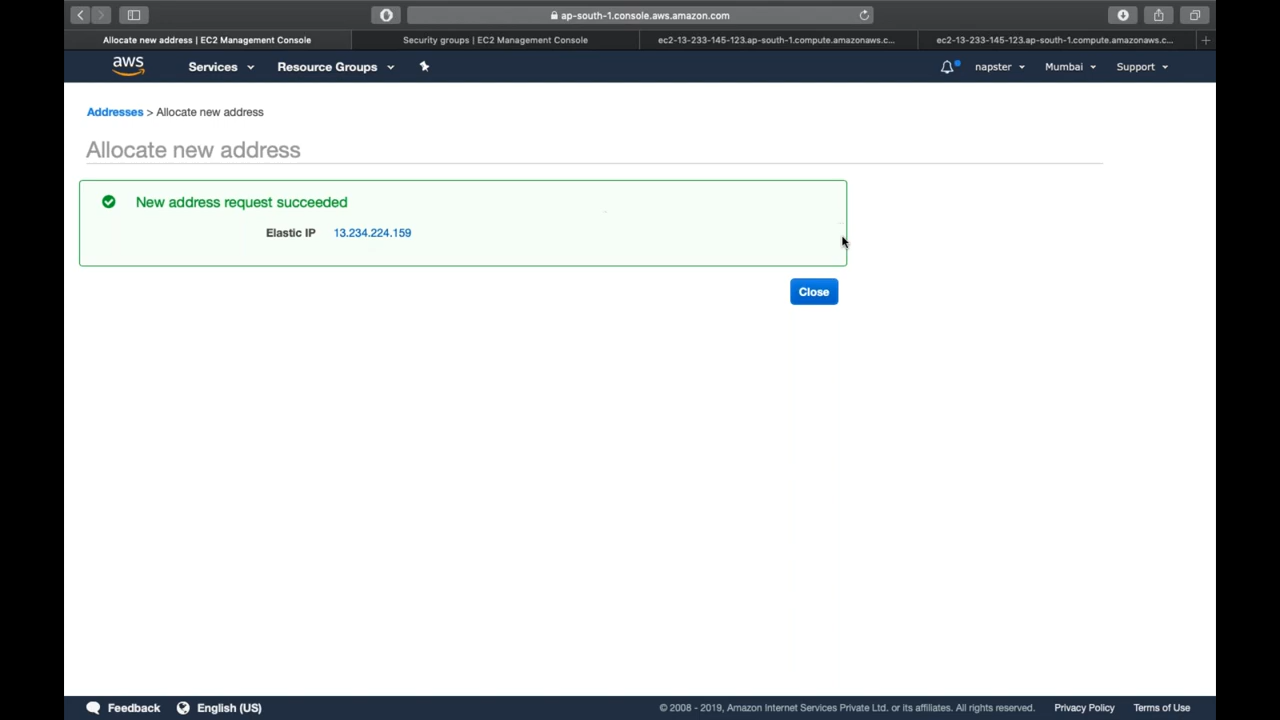 ap-south-1.console.aws.amazon.com
Allocate new address | EC2 Management Console
Security groups | EC2 Management Console
ec2-13-233-145-123.ap-south-1.compute.amazonaws.c...
ec2-13-233-145-123.ap-south-1.compute.amazonaws.c...
aws
Services
Resource Groups
napster
Mumbai
Support
Addresses > Allocate new address
Allocate new address
New address request succeeded
Elastic IP 13.234.224.159
Close
Feedback
English (US)
© 2008 - 2019, Amazon Internet Services Private Ltd. or its affiliates. All rights reserved.
Privacy Policy
Terms of Use